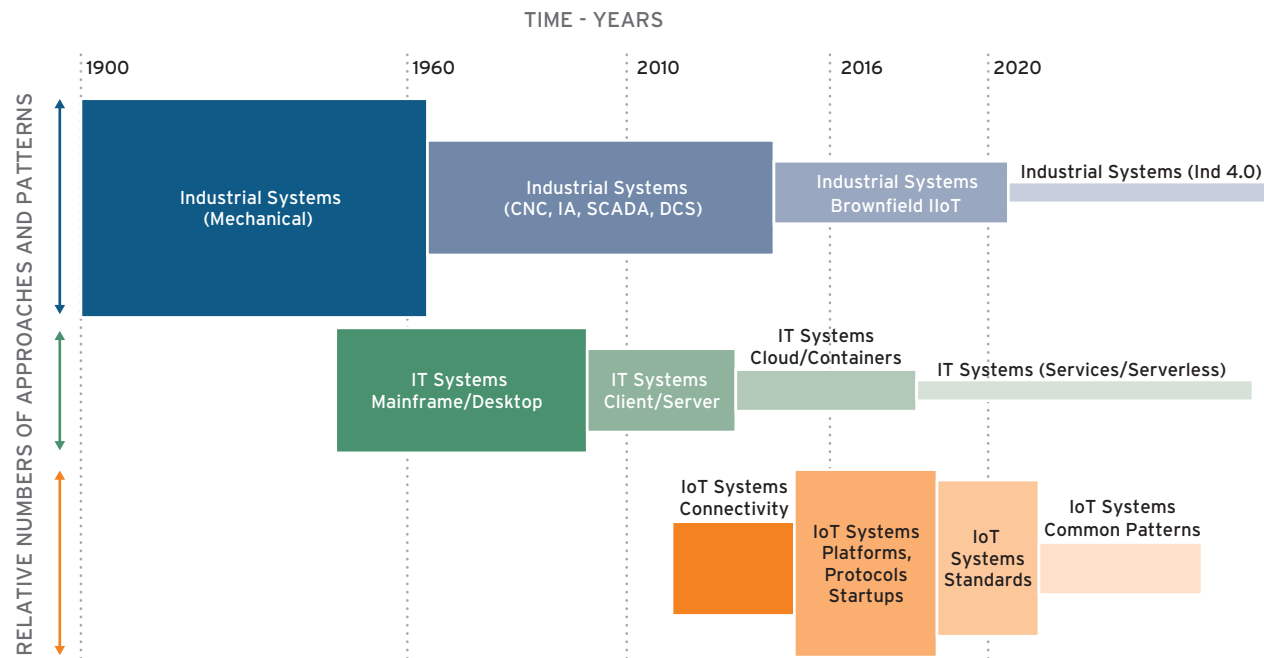 TIME - YEARS
1900
1960
2010
2016
2020
RELATIVE NUMBERS OF APPROACHES AND PATTERNS
Industrial Systems
(Mechanical)
Industrial Systems
(CNC, IA, SCADA, DCS)
Industrial Systems
Brownfield IIoT
Industrial Systems (Ind 4.0)
IT Systems
Mainframe/Desktop
IT Systems
Client/Server
IT Systems
Cloud/Containers
IT Systems (Services/Serverless)
IoT Systems
Connectivity
IoT Systems
Platforms,
Protocols
Startups
IoT
Systems
Standards
IoT Systems
Common Patterns